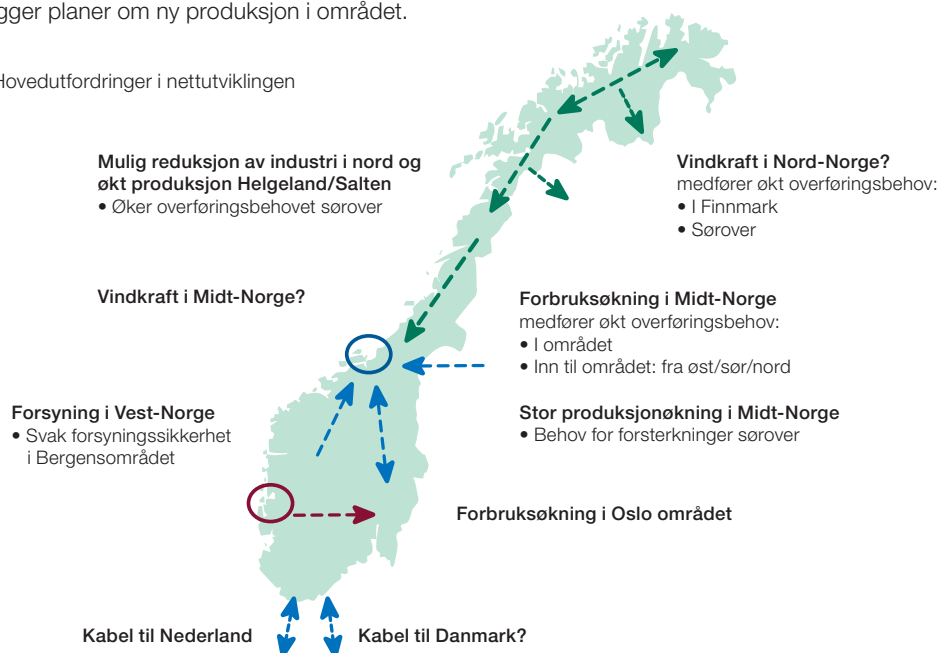 gger planer om ny produksjon i området.
Hovedutfordringer i nettutviklingen
Mulig reduksjon av industri i nord og
økt produksjon Helgeland/Salten
• Øker overføringsbehovet sørover
Vindkraft i Nord-Norge?
medfører økt overføringsbehov:
• I Finnmark
• Sørover
Vindkraft i Midt-Norge?
Forbruksøkning i Midt-Norge
medfører økt overføringsbehov:
• I området
• Inn til området: fra øst/sør/nord
Forsyning i Vest-Norge
• Svak forsyningssikkerhet
i Bergensområdet
Stor produksjonøkning i Midt-Norge
• Behov for forsterkninger sørover
Forbruksøkning i Oslo området
Kabel til Nederland
Kabel til Danmark?